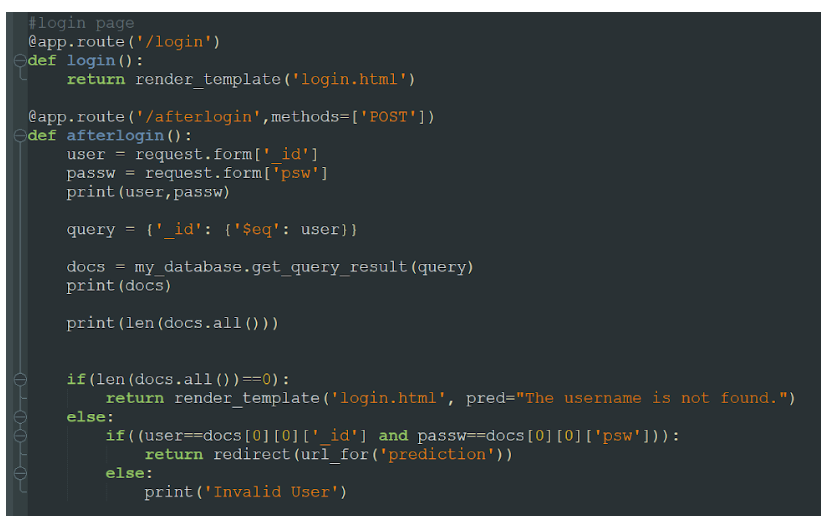 #login page
@app.route('/login')
def login():
    return render_template('login.html')
@app.route('/afterlogin',methods=['POST'])
def afterlogin():
    user = request.form['_id']
    passw = request.form['psw']
    print(user,passw)
    query = {'_id': {'$eq': user}}
    docs = my_database.get_query_result(query)
    print(docs)
    print(len(docs.all()))
    if(len(docs.all())==0):
        return render_template('login.html', pred="The username is not found.")
    else:
        if((user==docs[0][0]['_id'] and passw==docs[0][0]['psw'])):
            return redirect(url_for('prediction'))
        else:
            print('Invalid User')